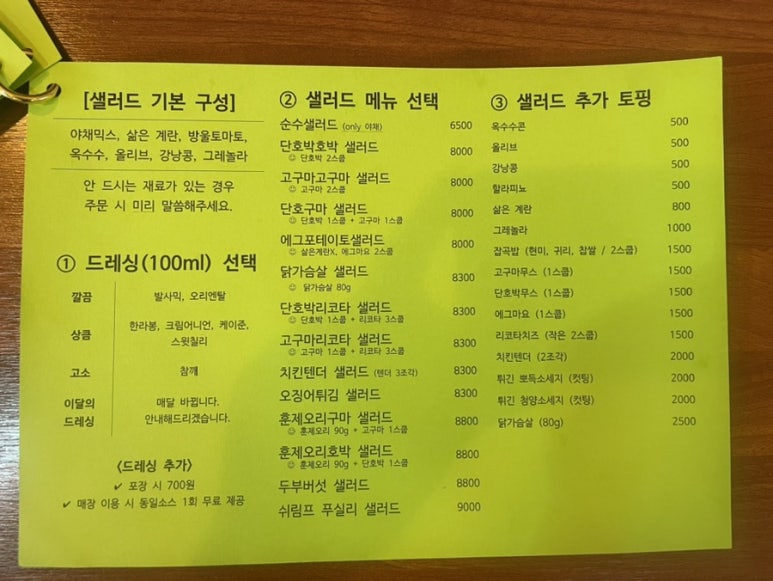 [샐러드 기본 구성]
야채믹스, 삶은 계란, 방울토마토,
옥수수, 올리브, 강낭콩, 그레놀라
안 드시는 재료가 있는 경우
주문 시 미리 말씀해주세요.
① 드레싱(100ml) 선택
깔끔 발사믹, 오리엔탈
상큼 한라봉, 크림어니언, 케이준,
스윗칠리
고소 참깨
이달의 매달 바뀝니다.
드레싱 안내해드리겠습니다.
<드레싱 추가>
✔ 포장 시 700원
✔ 매장 이용 시 동일소스 1회 무료 제공
② 샐러드 메뉴 선택
순수샐러드 (only 야채) 6500
단호박호박 샐러드 8000
☺ 단호박 2스쿱
고구마고구마 샐러드 8000
☺ 고구마 2스쿱
단호구마 샐러드 8000
☺ 단호박 1스쿱 + 고구마 1스쿱
에그포테이토샐러드 8000
☺ 삶은계란X, 에그마요 2스쿱
닭가슴살 샐러드 8300
☺ 닭가슴살 80g
단호박리코타 샐러드 8300
☺ 단호박 1스쿱 + 리코타 3스쿱
고구마리코타 샐러드 8300
☺ 고구마 1스쿱 + 리코타 3스쿱
치킨텐더 샐러드 (텐더 3조각) 8300
오징어튀김 샐러드 8300
훈제오리구마 샐러드 8800
☺ 훈제오리 90g + 고구마 1스쿱
훈제오리호박 샐러드 8800
☺ 훈제오리 90g + 단호박 1스쿱
두부버섯 샐러드 8800
쉬림프 푸실리 샐러드 9000
③ 샐러드 추가 토핑
옥수수콘 500
올리브 500
강낭콩 500
할라피뇨 500
삶은 계란 800
그레놀라 1000
잡곡밥 (현미, 귀리, 찹쌀 / 2스쿱) 1500
고구마무스 (1스쿱) 1500
단호박무스 (1스쿱) 1500
에그마요 (1스쿱) 1500
리코타치즈 (작은 2스쿱) 1500
치킨텐더 (2조각) 2000
튀긴 뽀득소세지 (컷팅) 2000
튀긴 청양소세지 (컷팅) 2000
닭가슴살 (80g) 2500